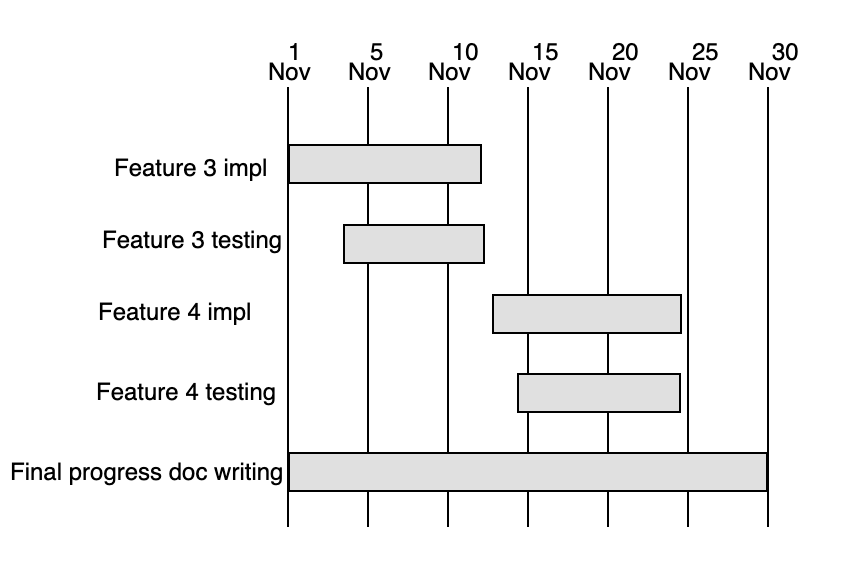 1 5 10 15 20 25 30
Nov Nov Nov Nov Nov Nov Nov
Feature 3 impl
Feature 3 testing
Feature 4 impl
Feature 4 testing
Final progress doc writing